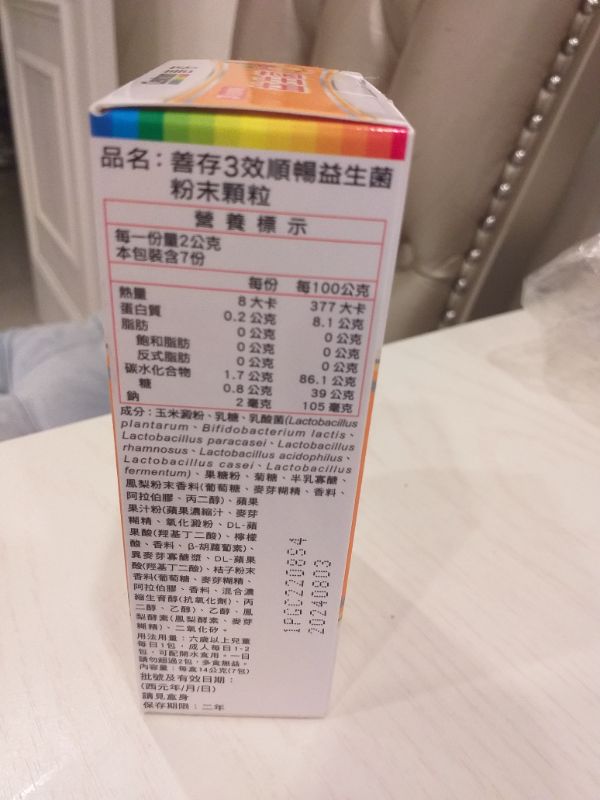 品名：善存3效順暢益生菌
粉末顆粒
營養標示
每一份量2公克
本包裝含7份
每份 每100公克
熱量 8大卡 377大卡
蛋白質 0.2公克 8.1公克
脂肪 0公克 0公克
飽和脂肪 0公克 0公克
反式脂肪 0公克 0公克
碳水化合物 1.7公克 86.1公克
糖 0.8公克 39公克
鈉 2毫克 105毫克
成分：玉米澱粉、乳糖、乳酸菌(Lactobacillus
plantarum、Bifidobacterium lactis、
Lactobacillus paracasei、Lactobacillus
rhamnosus、Lactobacillus acidophilus、
Lactobacillus casei、Lactobacillus
fermentum)、果糖粉、菊糖、半乳寡醣、
鳳梨粉末香料(葡萄糖、麥芽糊精、香料、
阿拉伯膠、丙二醇)、蘋果
果汁粉(蘋果濃縮汁、麥芽
糊精、氧化澱粉、DL-蘋
果酸(羥基丁二酸)、檸檬
酸、香料、β-胡蘿蔔素)、
異麥芽寡醣漿、DL-蘋果
酸(羥基丁二酸)、桔子粉末
香料(葡萄糖、麥芽糊精、
阿拉伯膠、香料、混合濃
縮生育醇(抗氧化劑)、丙
二醇、乙醇)、乙醇、鳳
梨酵素(鳳梨酵素、麥芽
糊精)、二氧化矽。
用法用量：六歲以上兒童
每日1包，成人每日1-2
包，可配開水食用。一日
請勿超過2包，多食無益。
內容量：每盒14公克(7包)
批號及有效日期：
(西元年/月/日)
請見盒身
保存期限：二年
1PGC220894
20240803